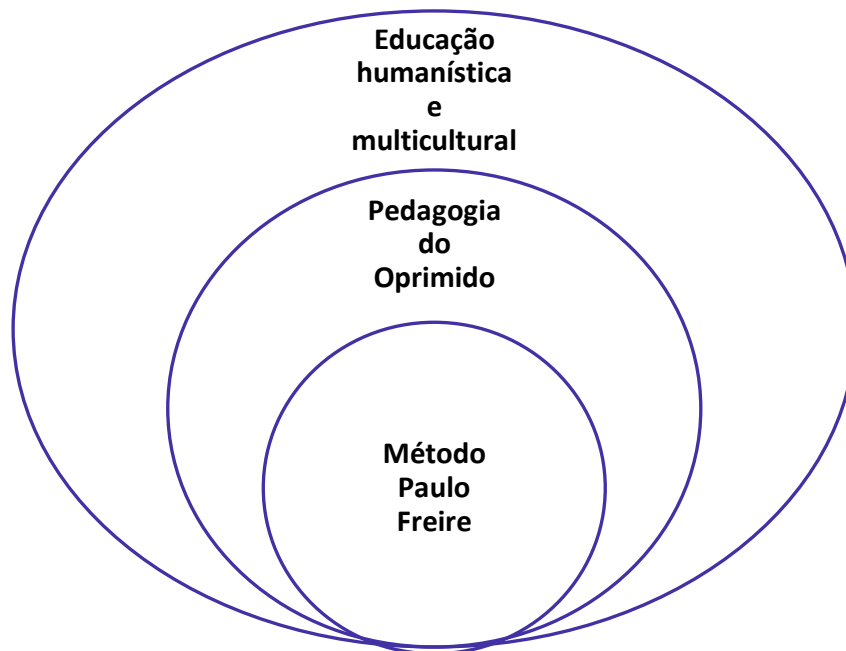 Educação
humanística
e
multicultural
Pedagogia
do
Oprimido
Método
Paulo
Freire